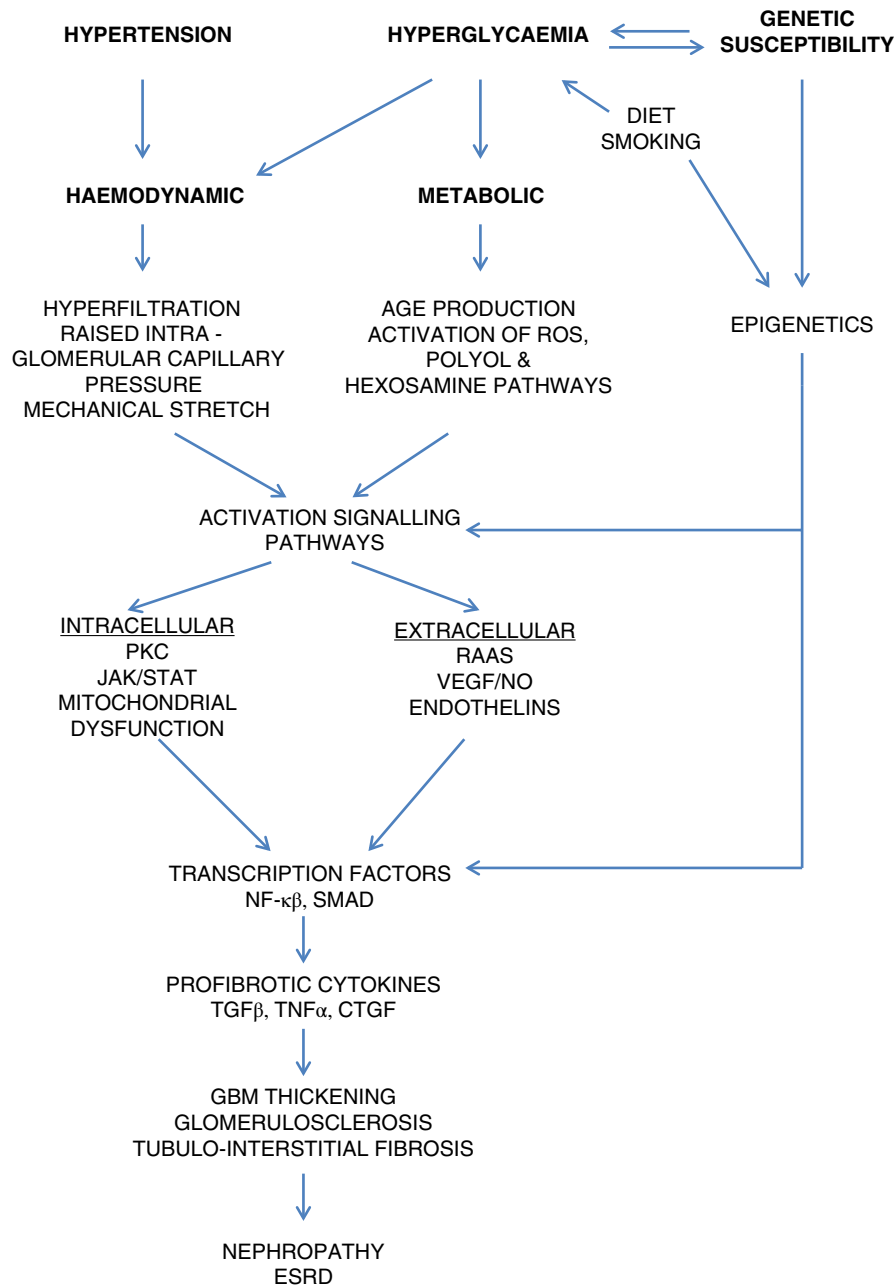 HYPERTENSION
HYPERGLYCAEMIA
GENETIC
SUSCEPTIBILITY
DIET
SMOKING
HAEMODYNAMIC
METABOLIC
HYPERFILTRATION
RAISED INTRA -
GLOMERULAR CAPILLARY
PRESSURE
MECHANICAL STRETCH
AGE PRODUCTION
ACTIVATION OF ROS,
POLYOL &
HEXOSAMINE PATHWAYS
EPIGENETICS
ACTIVATION SIGNALLING
PATHWAYS
INTRACELLULAR
PKC
JAK/STAT
MITOCHONDRIAL
DYSFUNCTION
EXTRACELLULAR
RAAS
VEGF/NO
ENDOTHELINS
TRANSCRIPTION FACTORS
NF-κβ, SMAD
PROFIBROTIC CYTOKINES
TGFβ, TNFα, CTGF
GBM THICKENING
GLOMERULOSCLEROSIS
TUBULO-INTERSTITIAL FIBROSIS
NEPHROPATHY
ESRD